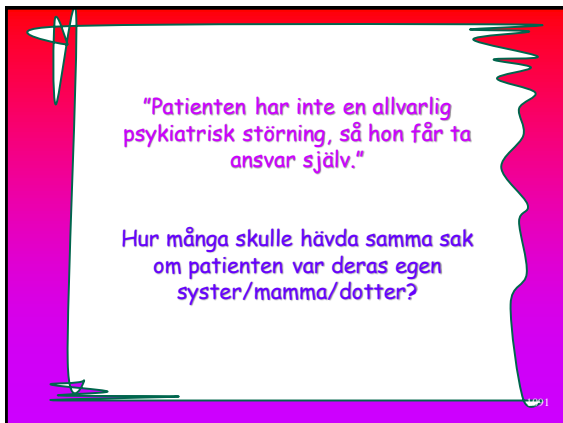 ”Patienten har inte en allvarlig
psykiatrisk störning, så hon får ta
ansvar själv.”
Hur många skulle hävda samma sak
om patienten var deras egen
syster/mamma/dotter?